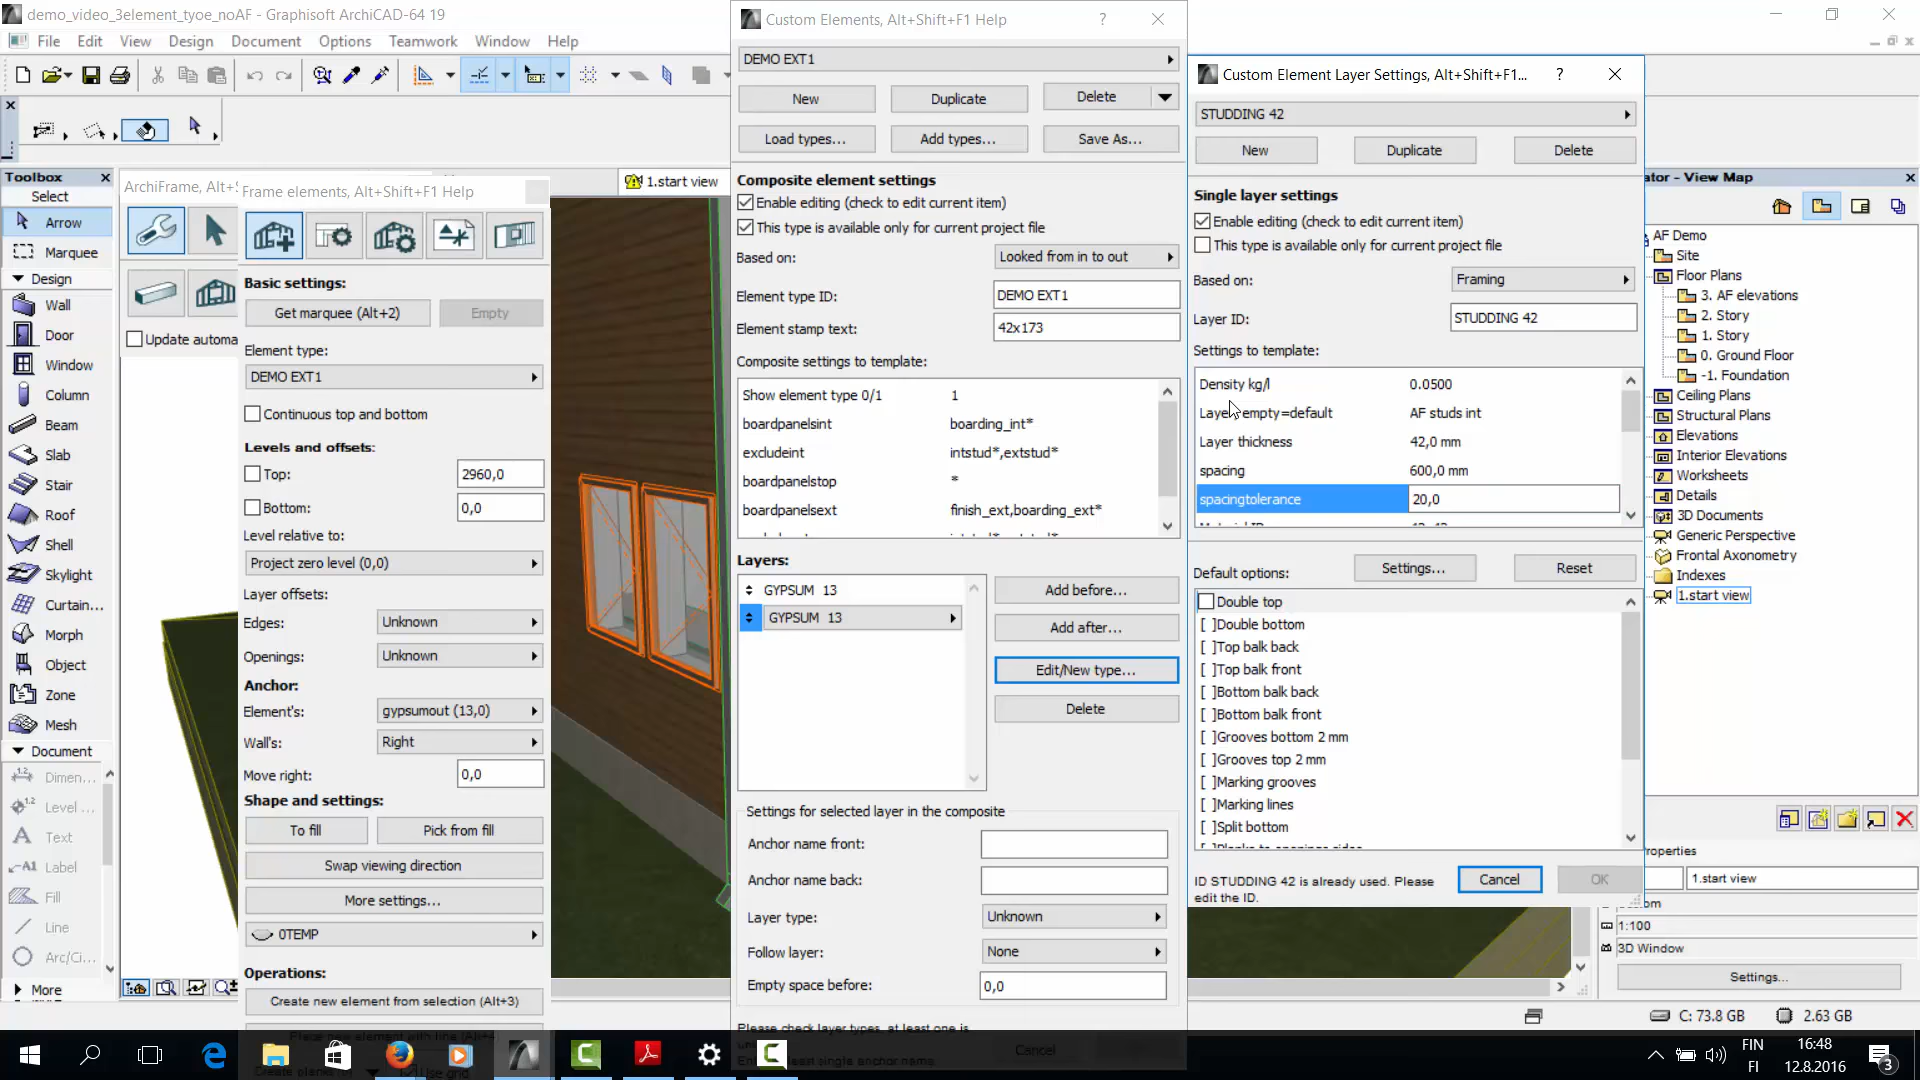 demo_video_3element_tyoe_noAF - Graphisoft ArchiCAD-64 19
File Edit View Design Document Options Teamwork Window Help
Toolbox
Select
Arrow
Marquee
Design
Wall
Door
Window
Column
Beam
Slab
Stair
Roof
Shell
Skylight
Curtain...
Morph
Object
Zone
Mesh
Document
Dimen...
Level ...
Text
Label
Fill
Line
Arc/Ci...
More
ArchiFrame, Alt+S
Update automa
1.start view
Frame elements, Alt+Shift+F1 Help
Basic settings:
Get marquee (Alt+2) Empty
Element type:
DEMO EXT1
Continuous top and bottom
Levels and offsets:
Top: 2960,0
Bottom: 0,0
Level relative to:
Project zero level (0,0)
Layer offsets:
Edges: Unknown
Openings: Unknown
Anchor:
Element's: gypsumout (13,0)
Wall's: Right
Move right: 0,0
Shape and settings:
To fill Pick from fill
Swap viewing direction
More settings...
0TEMP
Operations:
Create new element from selection (Alt+3)
Custom Elements, Alt+Shift+F1 Help
DEMO EXT1
New Duplicate Delete
Load types... Add types... Save As...
Composite element settings
Enable editing (check to edit current item)
This type is available only for current project file
Based on: Looked from in to out
Element type ID: DEMO EXT1
Element stamp text: 42x173
Composite settings to template:
Show element type 0/1 1
boardpanelsint boarding_int*
excludeint intstud*,extstud*
boardpanelstop *
boardpanelsext finish_ext,boarding_ext*
Layers:
GYPSUM 13
GYPSUM 13
Add before...
Add after...
Edit/New type...
Delete
Settings for selected layer in the composite
Anchor name front:
Anchor name back:
Layer type: Unknown
Follow layer: None
Empty space before: 0,0
Please check layer types, at least one is
Cancel
Custom Element Layer Settings, Alt+Shift+F1...
STUDDING 42
New Duplicate Delete
Single layer settings
Enable editing (check to edit current item)
This type is available only for current project file
Based on: Framing
Layer ID: STUDDING 42
Settings to template:
Density kg/l 0.0500
Layer empty=default AF studs int
Layer thickness 42,0 mm
spacing 600,0 mm
spacingtolerance 20,0
Default options: Settings... Reset
Double top
[ ]Double bottom
[ ]Top balk back
[ ]Top balk front
[ ]Bottom balk back
[ ]Bottom balk front
[ ]Grooves bottom 2 mm
[ ]Grooves top 2 mm
[ ]Marking grooves
[ ]Marking lines
[ ]Split bottom
ID STUDDING 42 is already used. Please
edit the ID.
Cancel OK
ator - View Map
AF Demo
Site
Floor Plans
3. AF elevations
2. Story
1. Story
0. Ground Floor
-1. Foundation
Ceiling Plans
Structural Plans
Elevations
Interior Elevations
Worksheets
Details
3D Documents
Generic Perspective
Frontal Axonometry
Indexes
1.start view
roperties
1.start view
1:100
3D Window
Settings...
C: 73.8 GB 2.63 GB
FIN
FI
16:48
12.8.2016
3